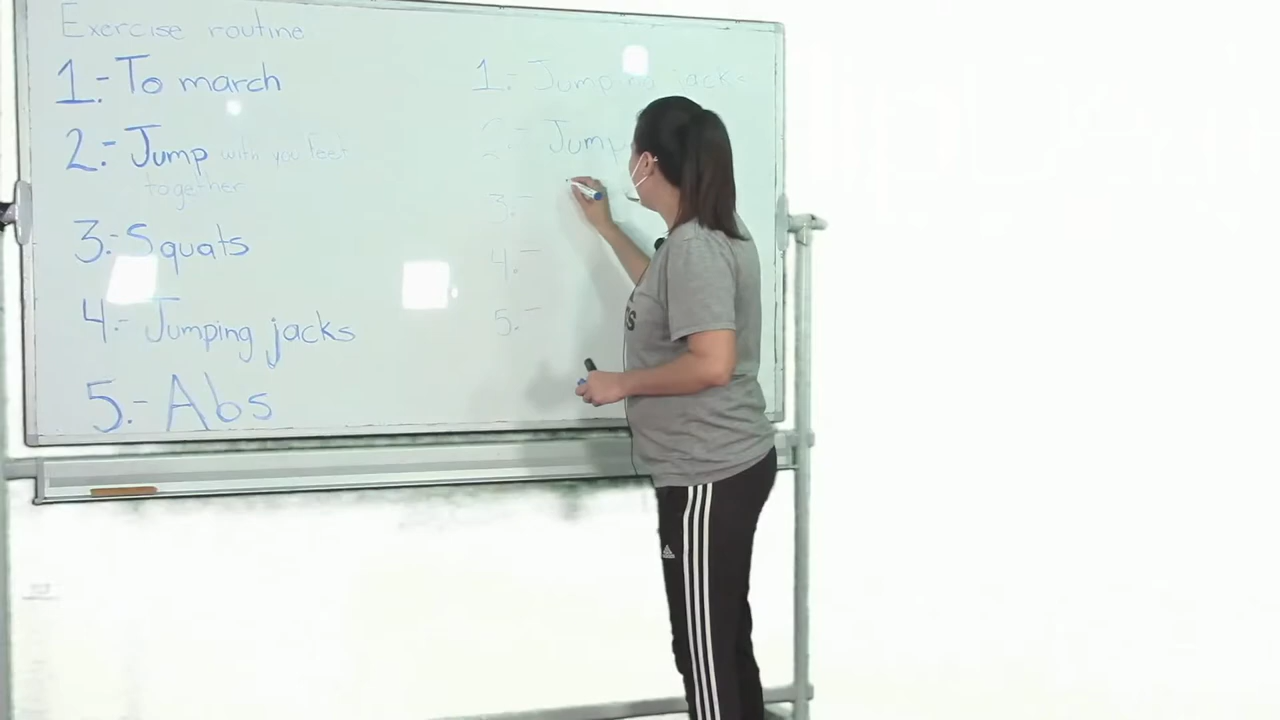 Exercise routine
1.- To march
2.- Jump with you feet
together
3.- Squats
4.- Jumping jacks
5.- Abs
1.- Jumping jacks
2.- Jump
3.-
4.-
5.-